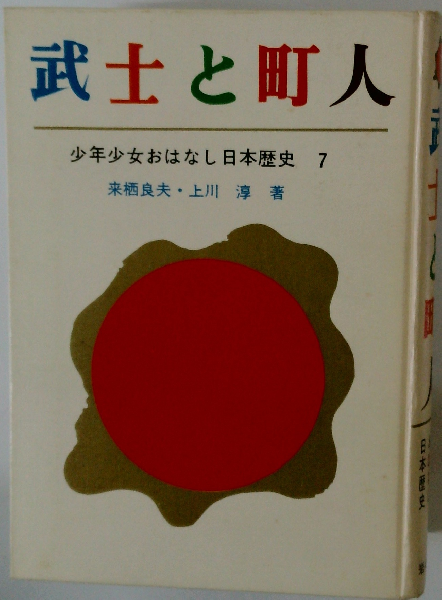 武士と町人
少年少女おはなし日本歴史 7
来栖良夫・上川 淳 著
武士と町人
日本歴史